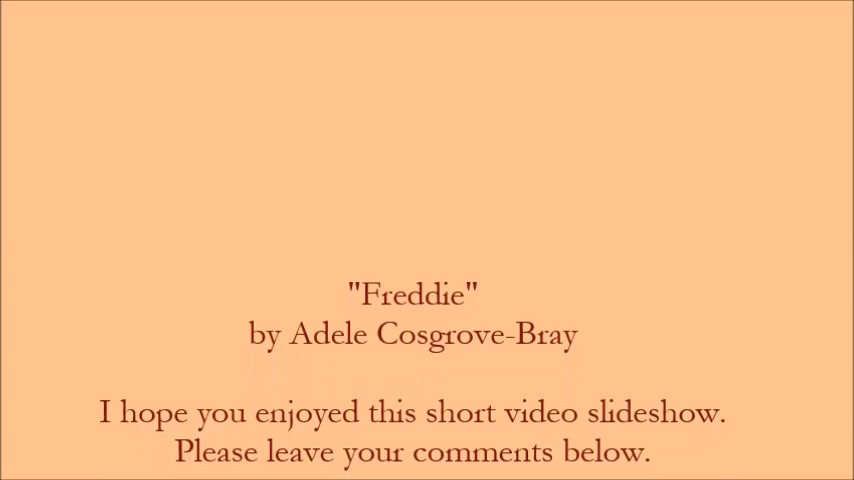 "Freddie"
by Adele Cosgrove-Bray
I hope you enjoyed this short video slideshow.
Please leave your comments below.